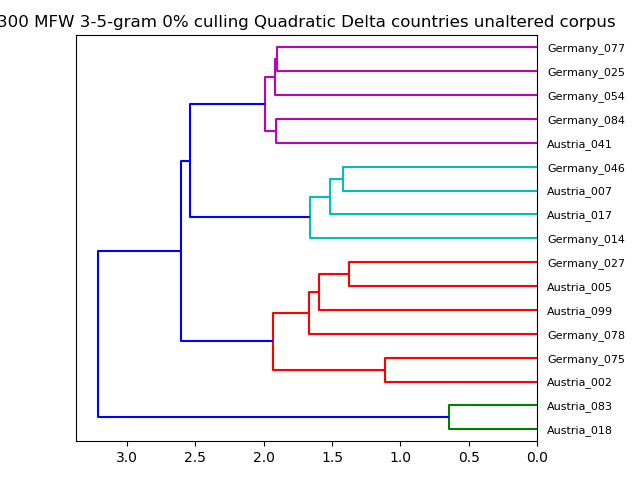 300 MFW 3-5-gram 0% culling Quadratic Delta countries unaltered corpus
Germany_077
Germany_025
Germany_054
Germany_084
Austria_041
Germany_046
Austria_007
Austria_017
Germany_014
Germany_027
Austria_005
Austria_099
Germany_078
Germany_075
Austria_002
Austria_083
Austria_018
3.0 2.5 2.0 1.5 1.0 0.5 0.0